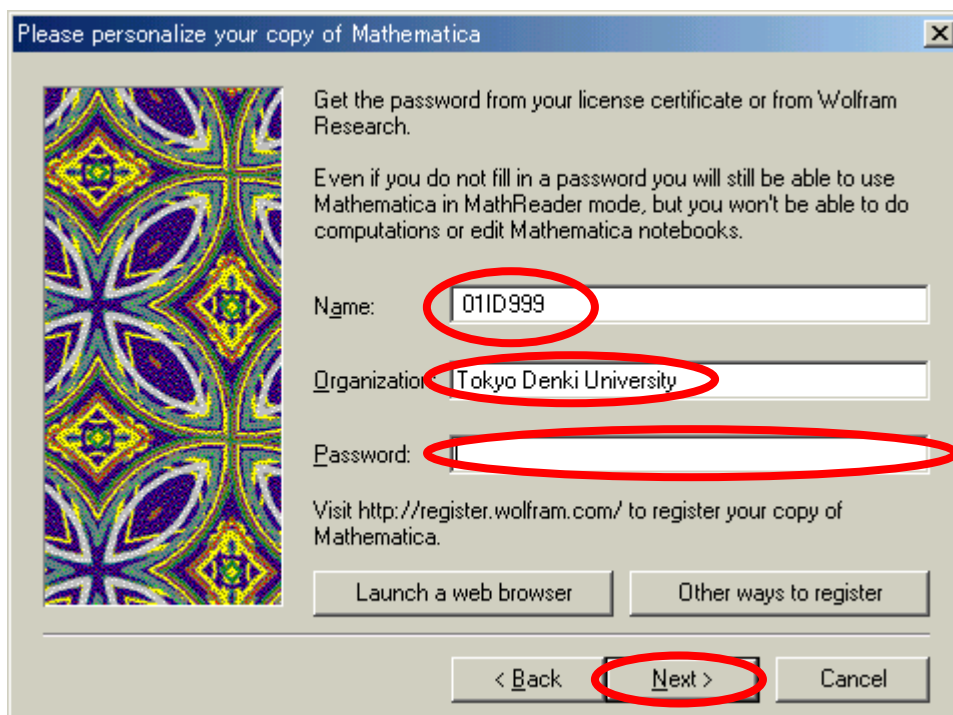 Please personalize your copy of Mathematica
Get the password from your license certificate or from Wolfram
Research.
Even if you do not fill in a password you will still be able to use
Mathematica in MathReader mode, but you won't be able to do
computations or edit Mathematica notebooks.
Name: 01ID999
Organization: Tokyo Denki University
Password:
Visit http://register.wolfram.com/ to register your copy of
Mathematica.
Launch a web browser Other ways to register
< Back Next > Cancel